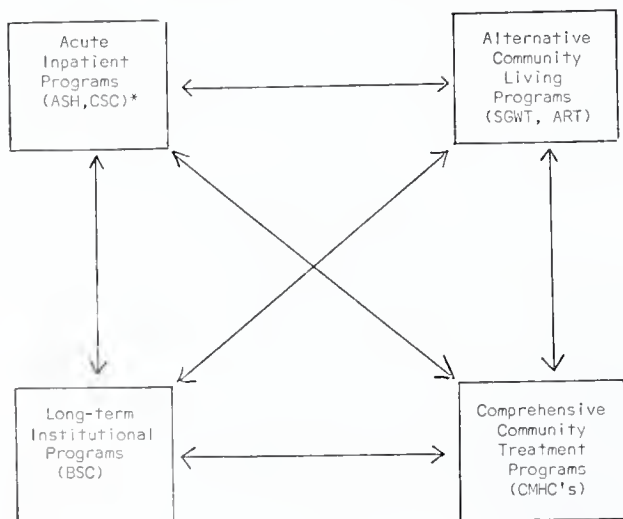 Acute
Inpatient
Programs
(ASH,CSC)*
Alternative
Community
Living
Programs
(SGWT, ART)
Long-term
Institutional
Programs
(BSC)
Comprehensive
Community
Treatment
Programs
(CMHC's)